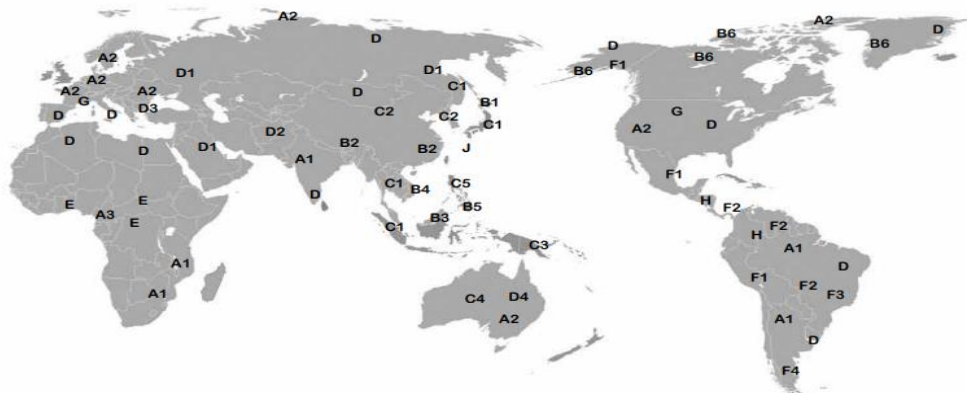 A2 A2
D B6 D
A2 D B6
D1 D1 F1 B6
A2 B6
A2 A2 D C1
G B1
D D D3 C2 C2 C1 G
A2 D
D D D1 D2 B2 B2 J
A1
C1 C5 F1
D B4
E E B5 H F2
A3 E C1 B3 F2
H
C3 A1
A1 D
F1
A1 C4 D4 F2 F3
A2 A1
D
F4